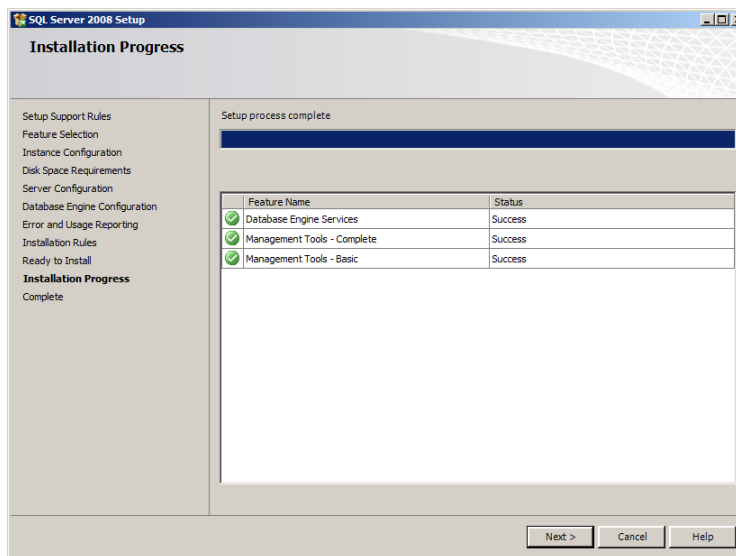 SQL Server 2008 Setup
Installation Progress
Setup Support Rules
Feature Selection
Instance Configuration
Disk Space Requirements
Server Configuration
Database Engine Configuration
Error and Usage Reporting
Installation Rules
Ready to Install
Installation Progress
Complete
Setup process complete
Feature Name Status
Database Engine Services Success
Management Tools - Complete Success
Management Tools - Basic Success
Next > Cancel Help